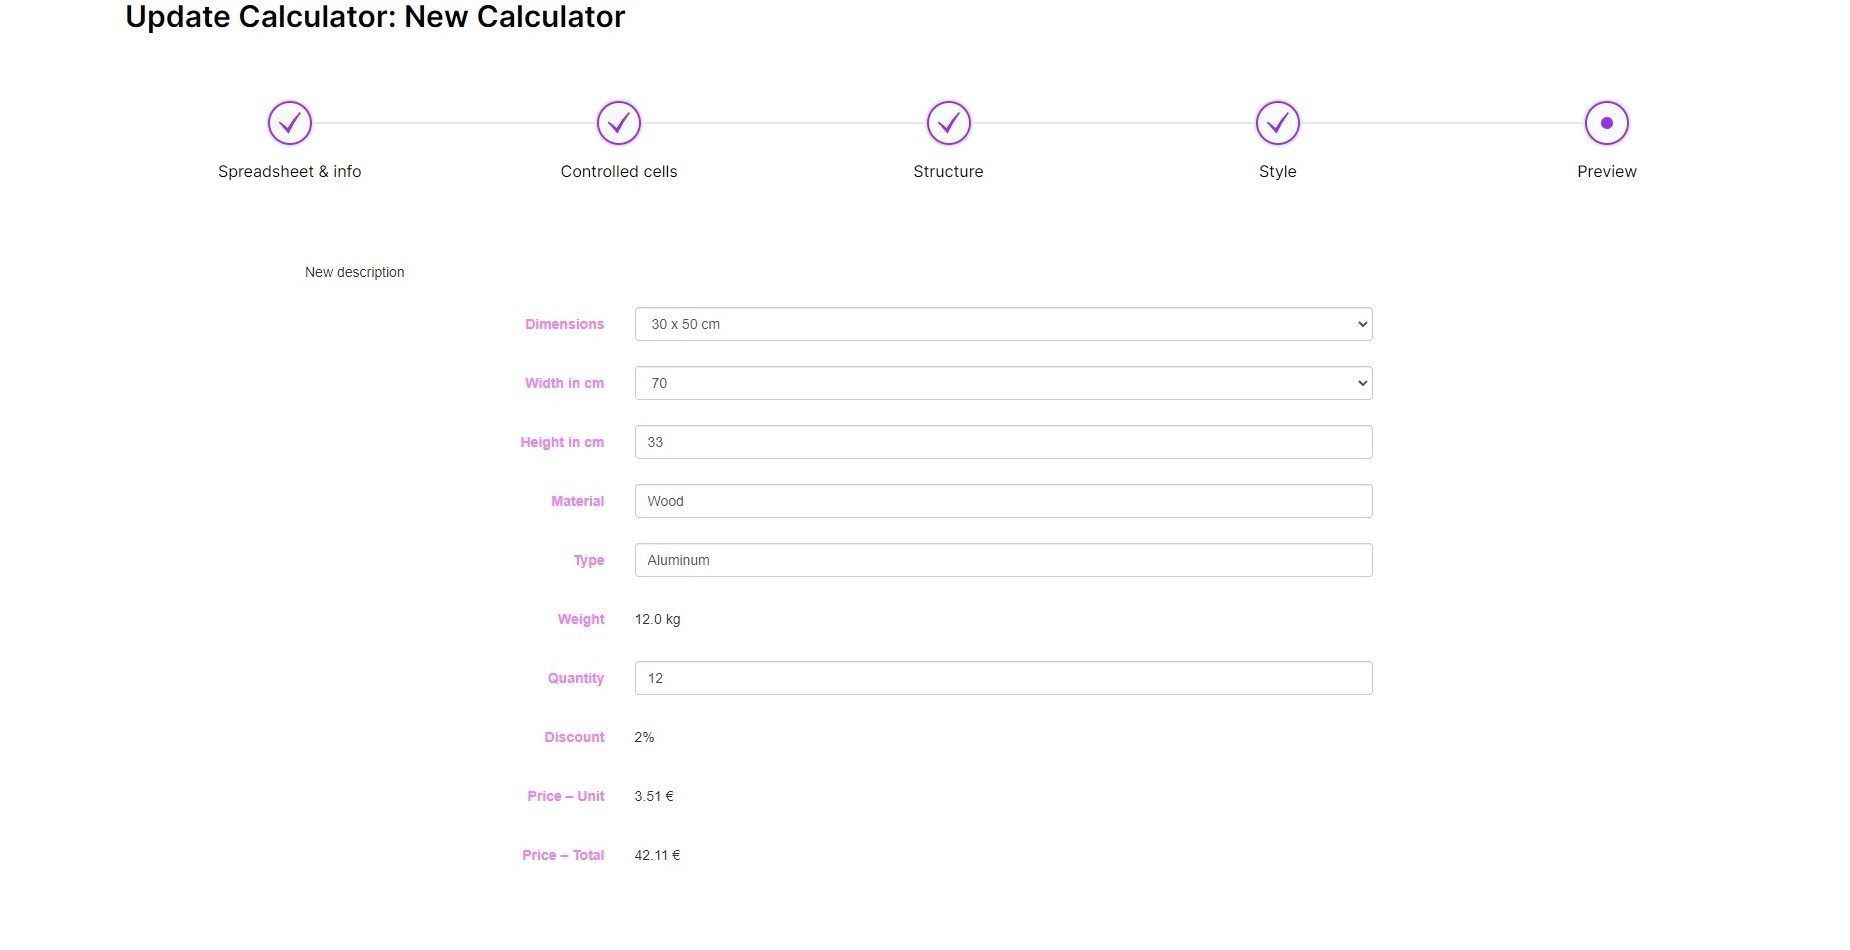 Update Calculator: New Calculator
Spreadsheet & info
Controlled cells
Structure
Style
Preview
New description
Dimensions 30 x 50 cm
Width in cm 70
Height in cm 33
Material Wood
Type Aluminum
Weight 12.0 kg
Quantity 12
Discount 2%
Price – Unit 3.51 €
Price – Total 42.11 €